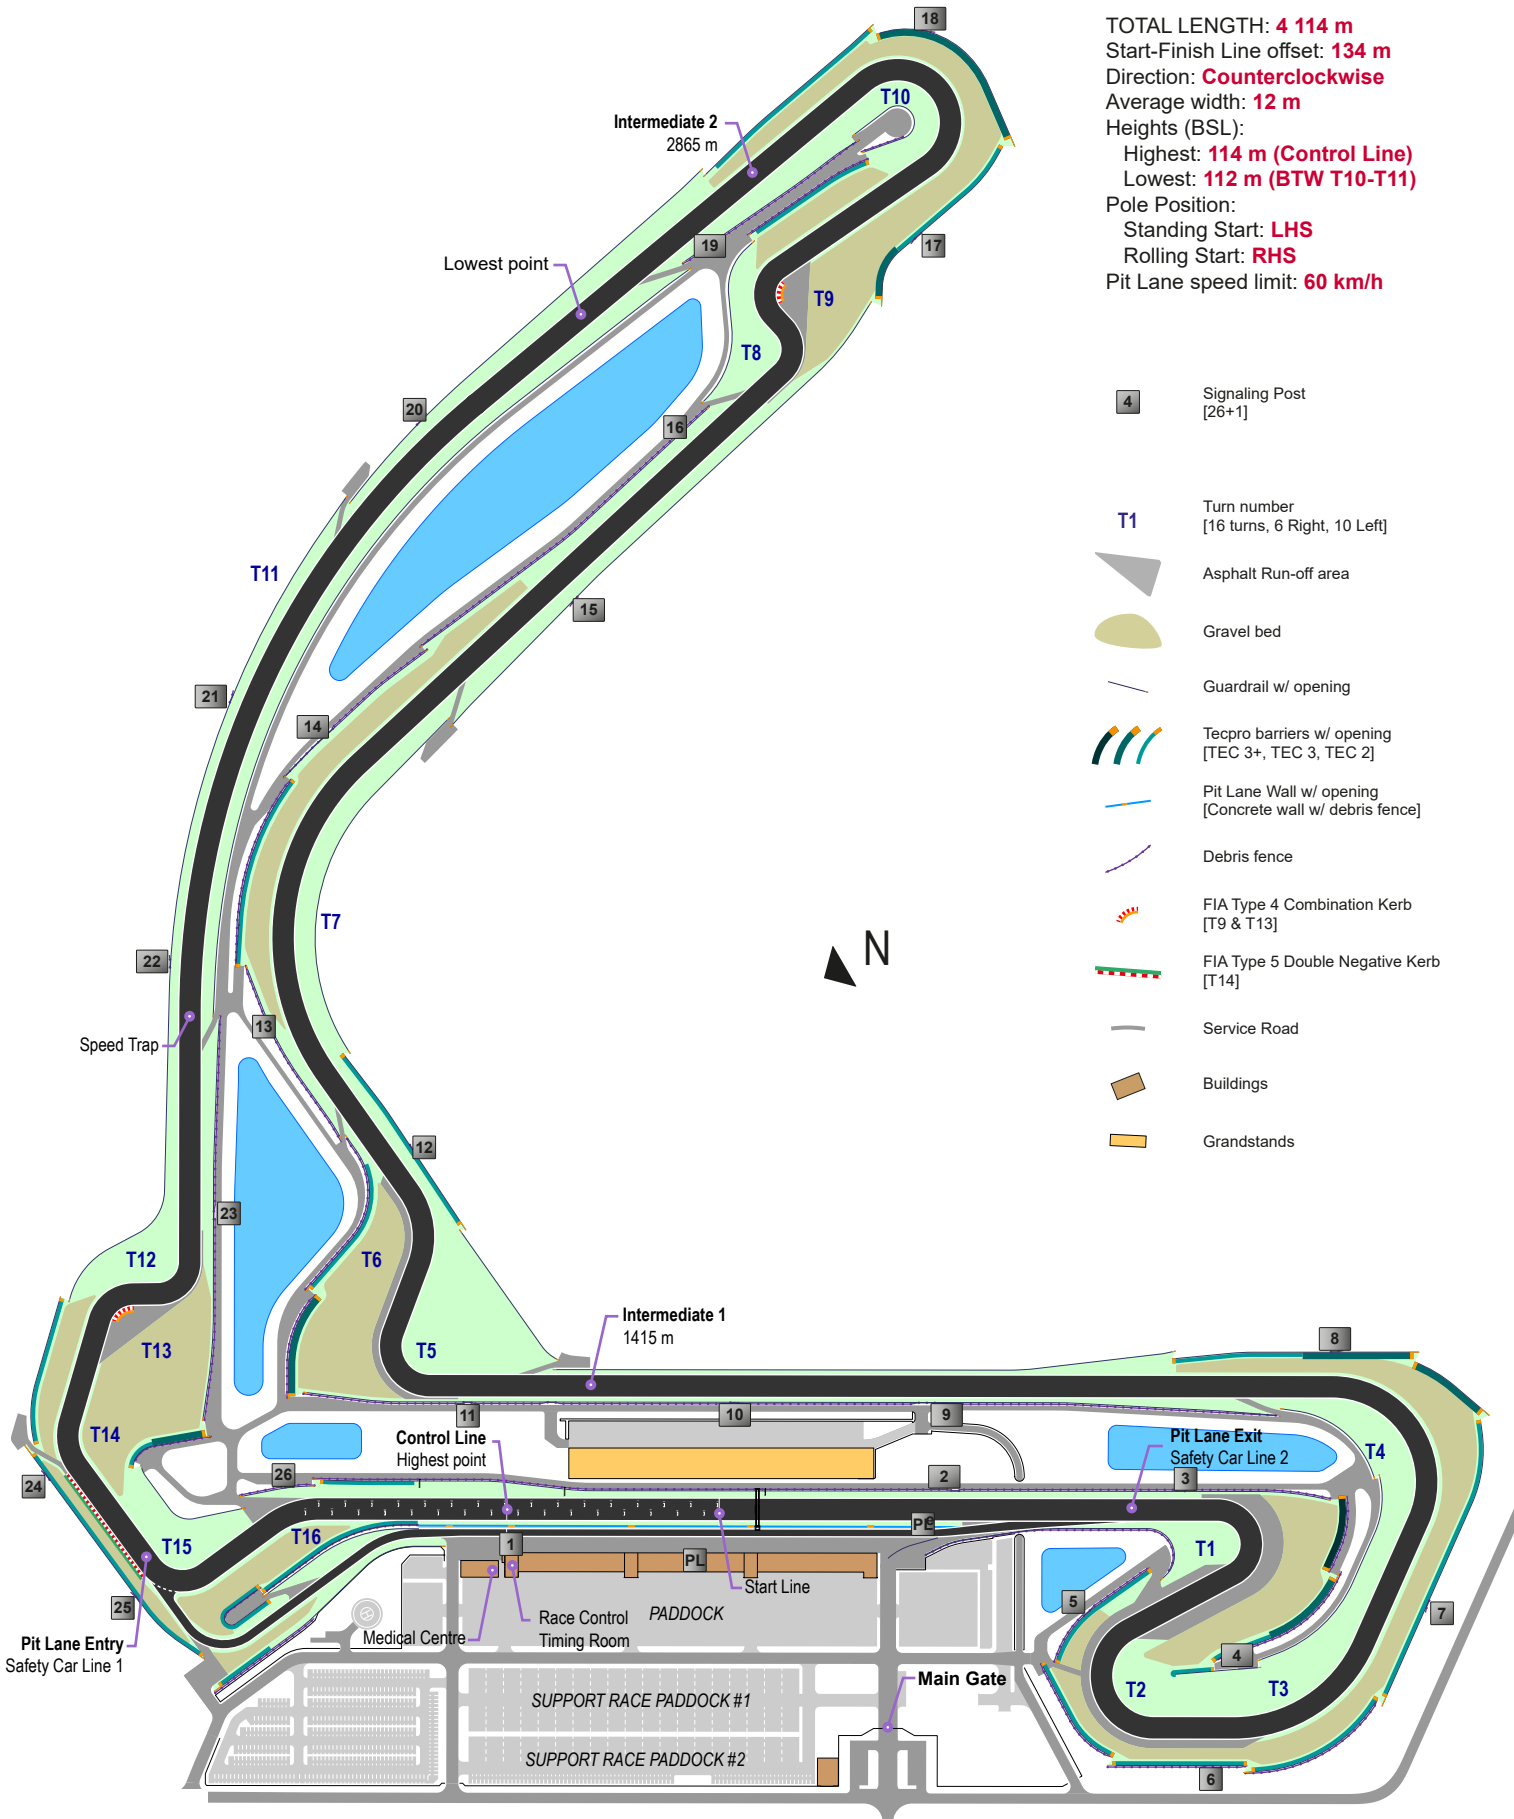 TOTAL LENGTH: 4 114 m
Start-Finish Line offset: 134 m
Direction: Counterclockwise
Average width: 12 m
Heights (BSL):
Highest: 114 m (Control Line)
Lowest: 112 m (BTW T10-T11)
Pole Position:
Standing Start: LHS
Rolling Start: RHS
Pit Lane speed limit: 60 km/h
4
Signaling Post
[26+1]
T1
Turn number
[16 turns, 6 Right, 10 Left]
Asphalt Run-off area
Gravel bed
Guardrail w/ opening
Tecpro barriers w/ opening
[TEC 3+, TEC 3, TEC 2]
Pit Lane Wall w/ opening
[Concrete wall w/ debris fence]
Debris fence
FIA Type 4 Combination Kerb
[T9 & T13]
FIA Type 5 Double Negative Kerb
[T14]
Service Road
Buildings
Grandstands
18
T10
Intermediate 2
2865 m
19
17
Lowest point
T9
T8
20
16
T11
15
21
14
T7
22
N
13
Speed Trap
12
23
T12
T6
Intermediate 1
1415 m
8
T13
T5
11
10
9
T14
Control Line
Highest point
Pit Lane Exit
Safety Car Line 2
T4
24
26
2
3
T16
PL
9
T15
1
T1
PL
Start Line
25
5
7
Race Control
Timing Room
PADDOCK
Medical Centre
Pit Lane Entry
Safety Car Line 1
4
Main Gate
T2
T3
SUPPORT RACE PADDOCK #1
SUPPORT RACE PADDOCK #2
6